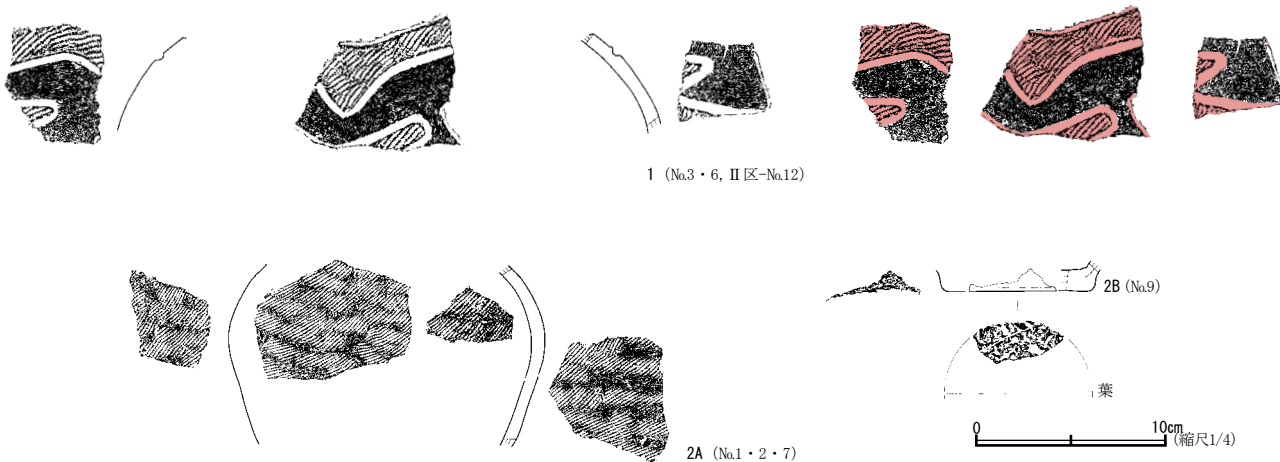 1 (No.3・6, Ⅱ区-No.12)
2B (No.9)
葉
2A (No.1・2・7)
0 10cm
(縮尺1/4)